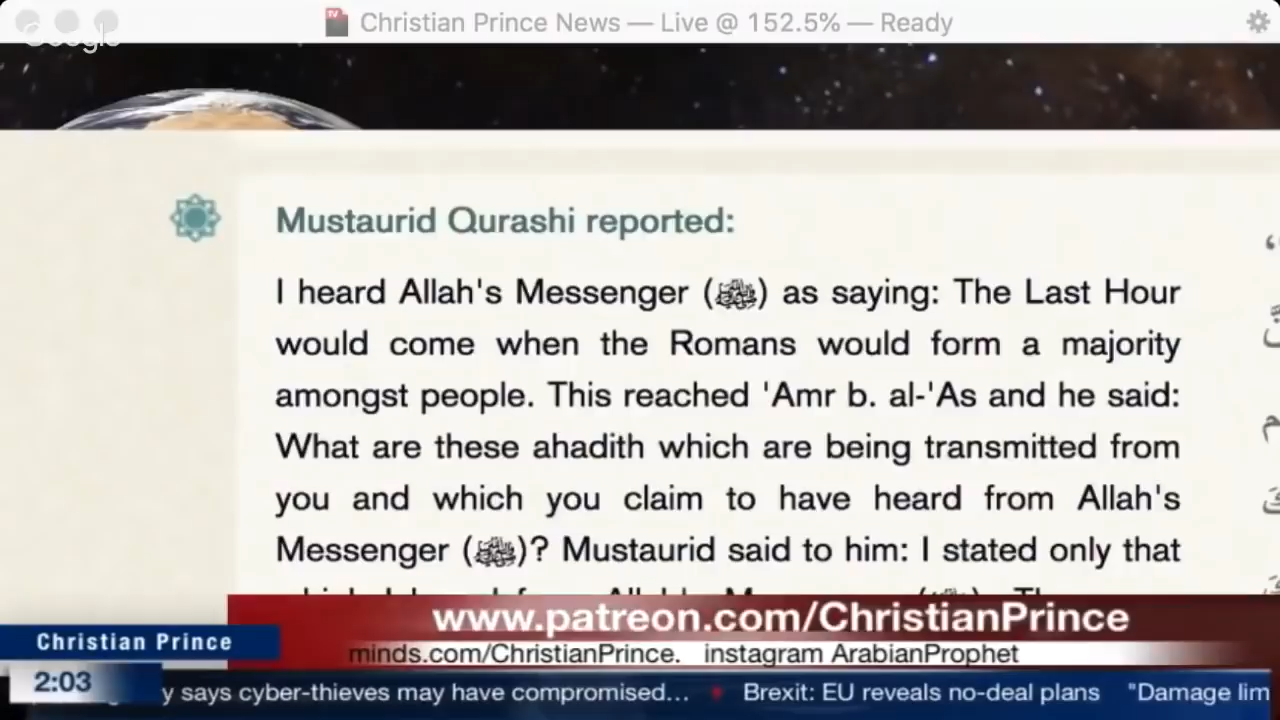 Christian Prince News — Live @ 152.5% — Ready
Google
Mustaurid Qurashi reported:
I heard Allah's Messenger (ﷺ) as saying: The Last Hour
would come when the Romans would form a majority
amongst people. This reached 'Amr b. al-'As and he said:
What are these ahadith which are being transmitted from
you and which you claim to have heard from Allah's
Messenger (ﷺ)? Mustaurid said to him: I stated only that
www.patreon.com/ChristianPrince
Christian Prince
minds.com/ChristianPrince. instagram ArabianProphet
2:03
y says cyber-thieves may have compromised... Brexit: EU reveals no-deal plans "Damage lim